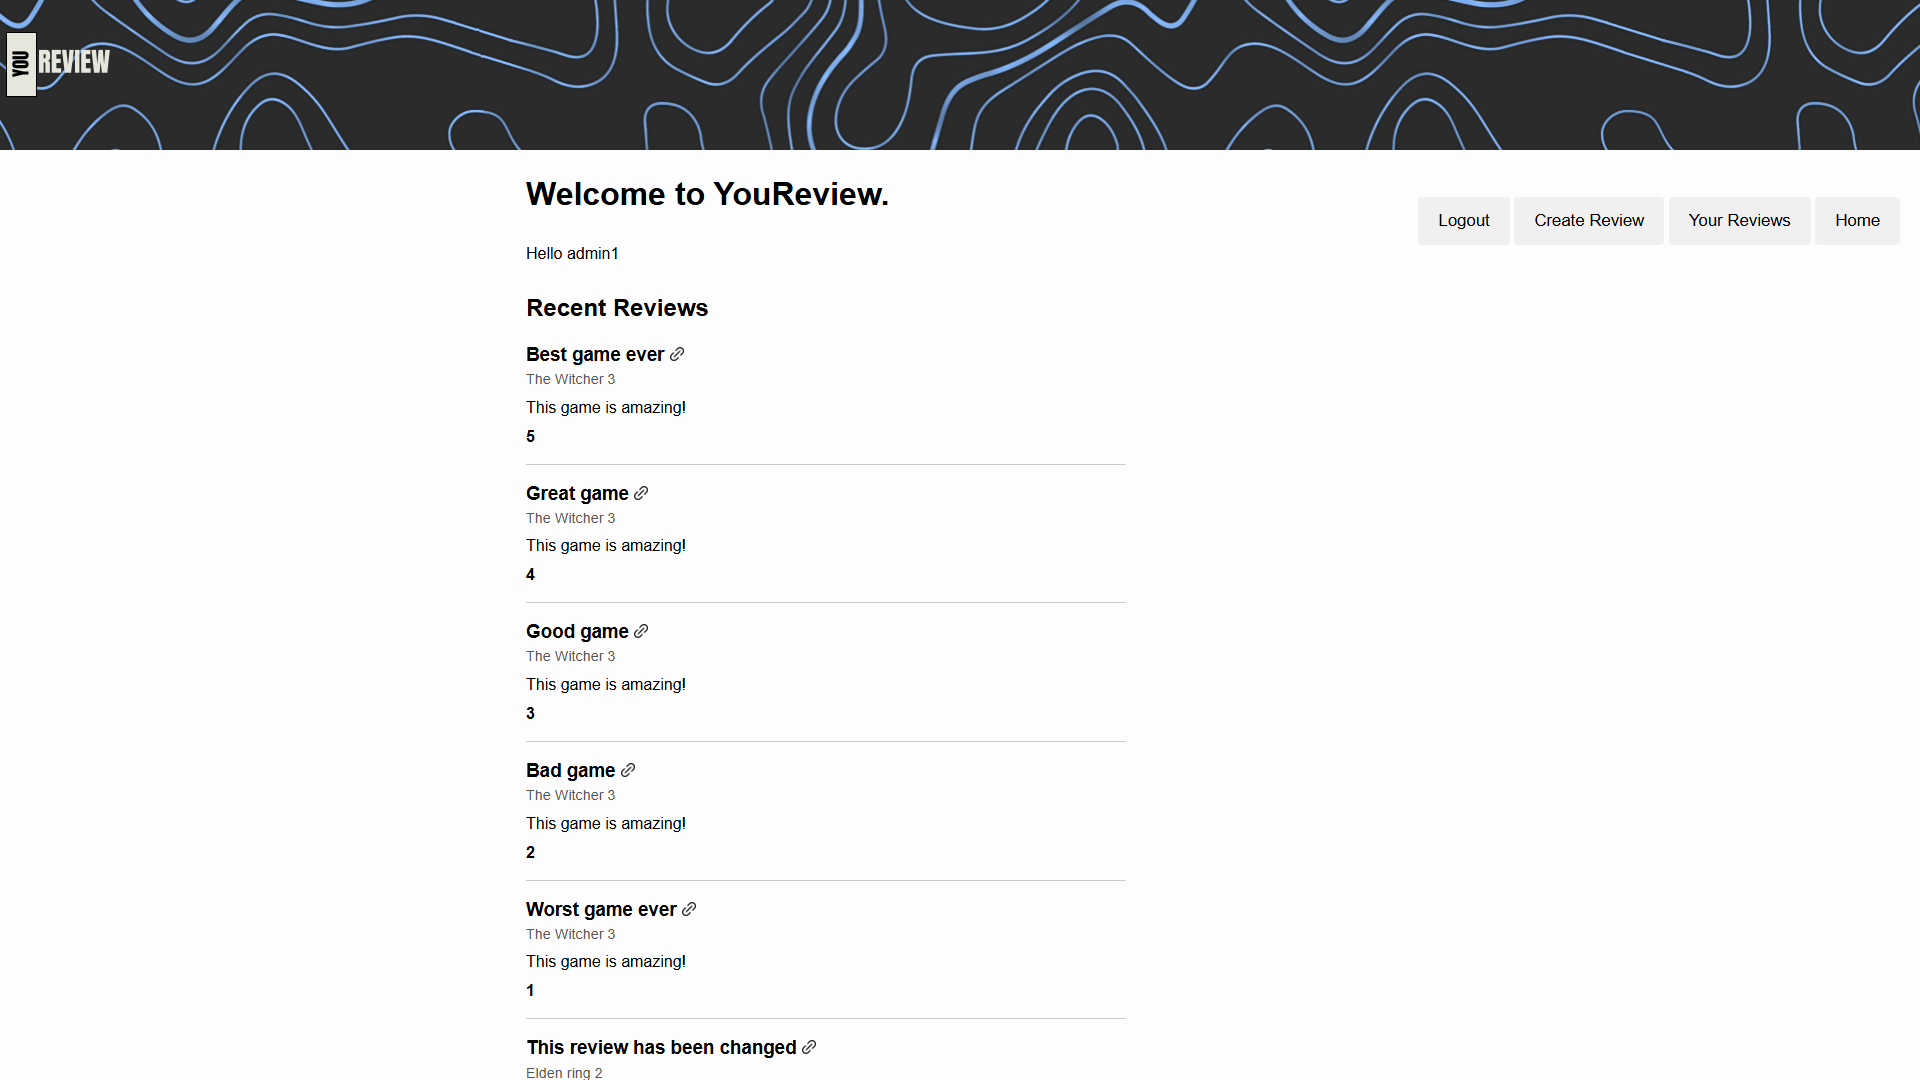 YOU REVIEW
Welcome to YouReview.
Logout Create Review Your Reviews Home
Hello admin1
Recent Reviews
Best game ever
The Witcher 3
This game is amazing!
5
Great game
The Witcher 3
This game is amazing!
4
Good game
The Witcher 3
This game is amazing!
3
Bad game
The Witcher 3
This game is amazing!
2
Worst game ever
The Witcher 3
This game is amazing!
1
This review has been changed
Elden ring 2